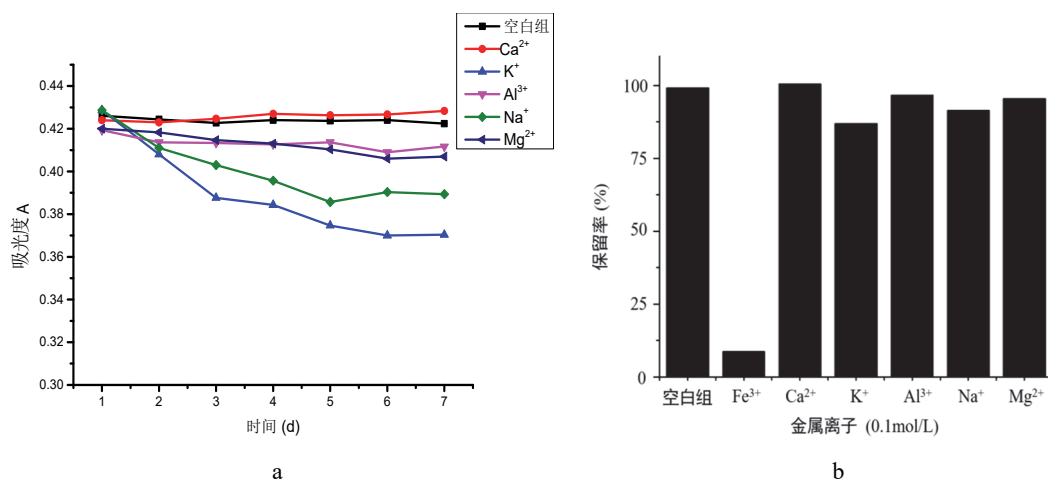 空白组
Ca2+
K+
Al3+
Na+
Mg2+
0.44
0.42
0.40
0.38
0.36
0.34
0.32
0.30
吸光度 A
1 2 3 4 5 6 7
时间 (d)
a
100
75
50
25
0
保留率 (%)
空白组 Fe3+ Ca2+ K+ Al3+ Na+ Mg2+
金属离子 (0.1mol/L)
b